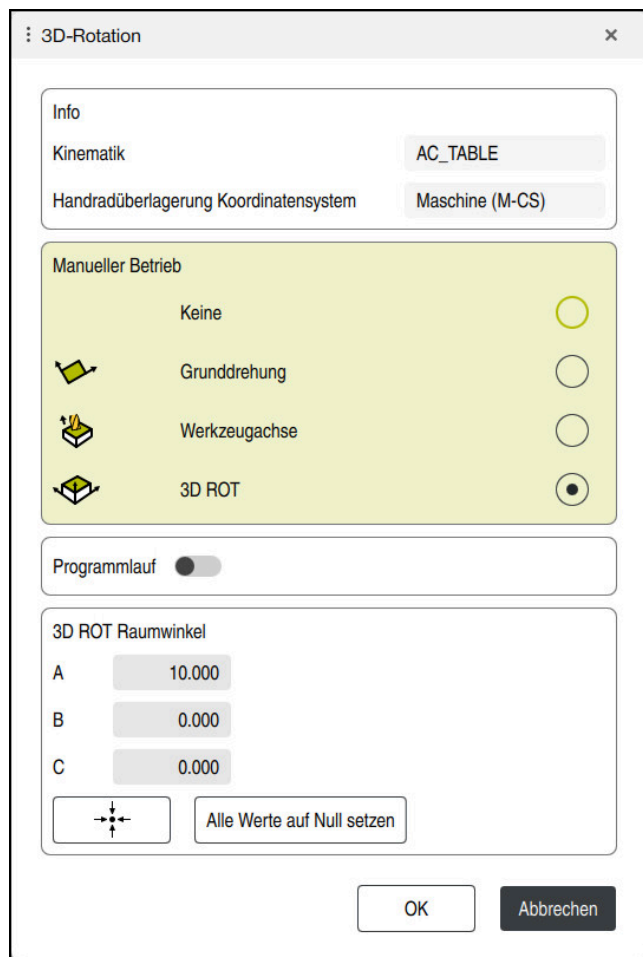 3D-Rotation
Info
Kinematik AC_TABLE
Handradüberlagerung Koordinatensystem Maschine (M-CS)
Manueller Betrieb
Keine
Grunddrehung
Werkzeugachse
3D ROT
Programmlauf
3D ROT Raumwinkel
A 10.000
B 0.000
C 0.000
Alle Werte auf Null setzen
OK Abbrechen